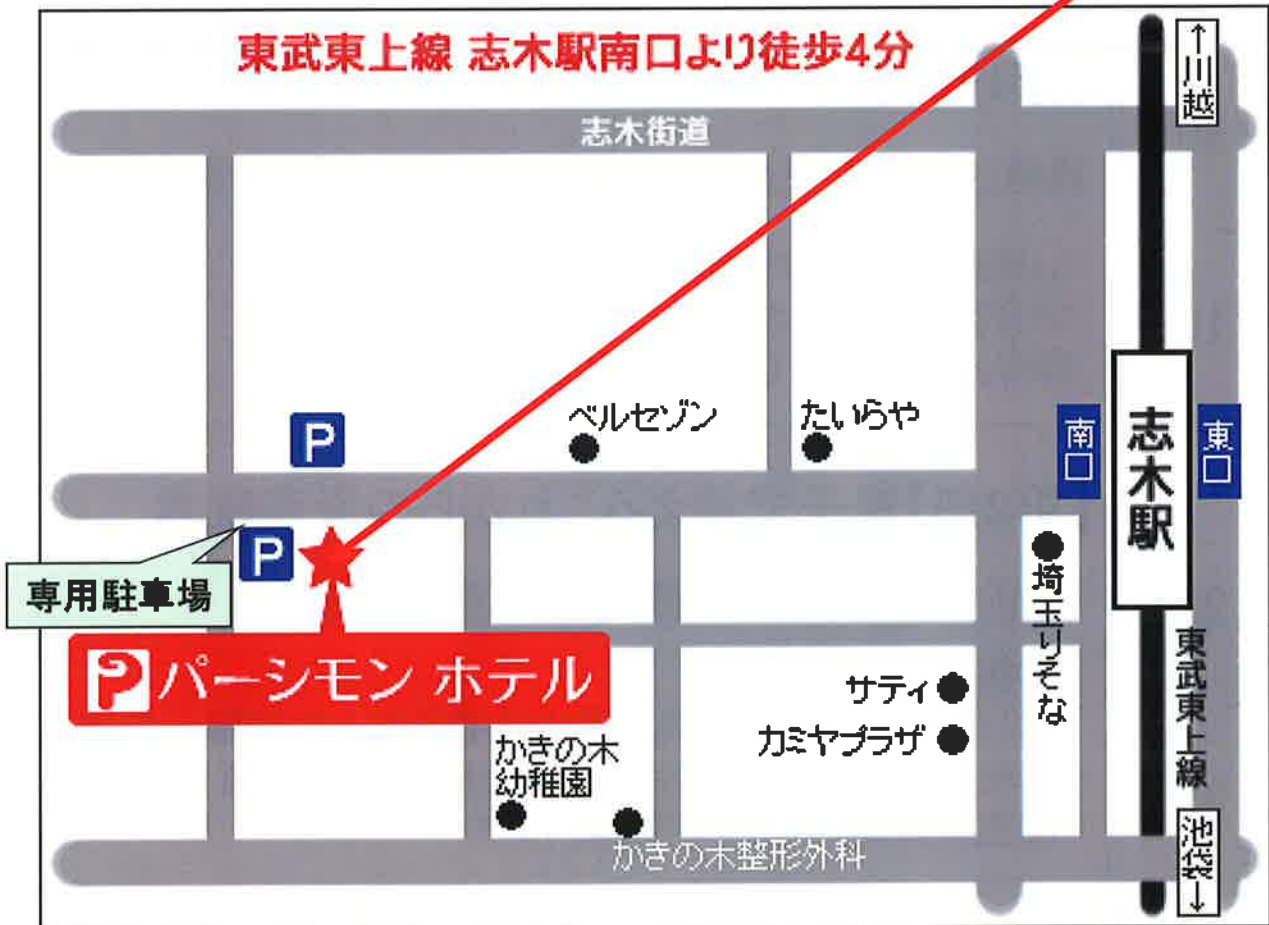 東武東上線 志木駅南口より徒歩4分
↑川越
志木街道
ベルセゾン
たいらや
P
南口
志木駅
東口
P
専用駐車場
埼玉りそな
P パーシモン ホテル
サティ
カミヤプラザ
東武東上線
かきの木
幼稚園
かきの木整形外科
池袋↓